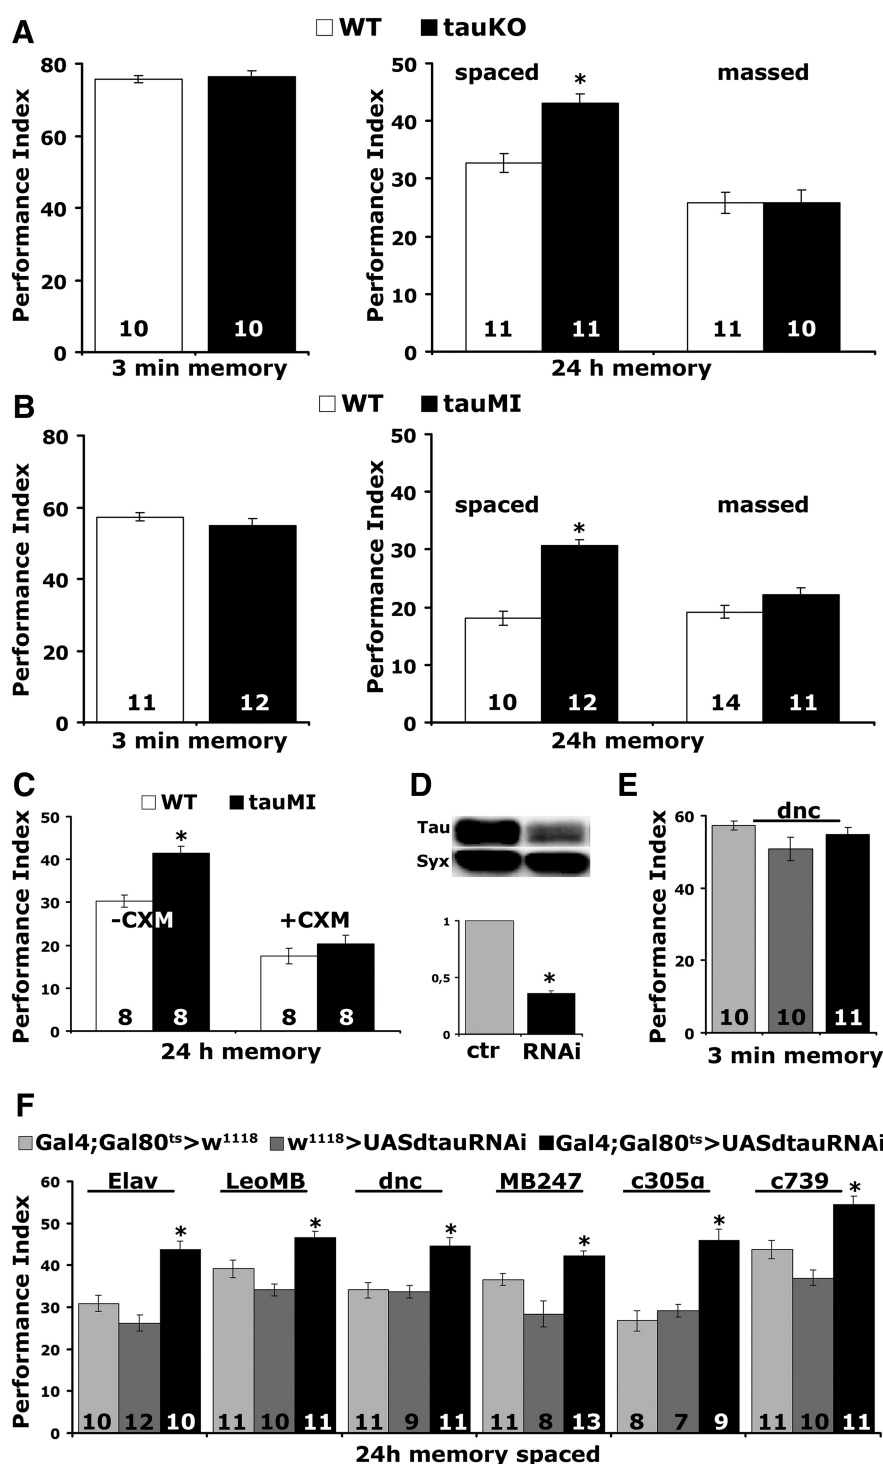 A
WT tauKO
Performance Index
80
60
40
20
0
10 10
3 min memory
Performance Index
50
40
30
20
10
0
spaced massed
*
11 11 11 10
24 h memory
B
WT tauMI
Performance Index
80
60
40
20
0
11 12
3 min memory
Performance Index
50
40
30
20
10
0
spaced massed
*
10 12 14 11
24h memory
C
WT tauMI
Performance Index
50
40
30
20
10
0
*
-CXM +CXM
8 8 8 8
24 h memory
D
Tau
Syx
1
0,5
0
*
ctr RNAi
E
Performance Index
60
40
20
0
dnc
10 10 11
3 min memory
F
Gal4;Gal80ᵗˢ>w¹¹¹⁸ w¹¹¹⁸>UASdtauRNAi Gal4;Gal80ᵗˢ>UASdtauRNAi
Performance Index
60
50
40
30
20
10
0
Elav LeoMB dnc MB247 c305α c739
* * * * * *
10 12 10 11 10 11 11 9 11 11 8 13 8 7 9 11 10 11
24h memory spaced